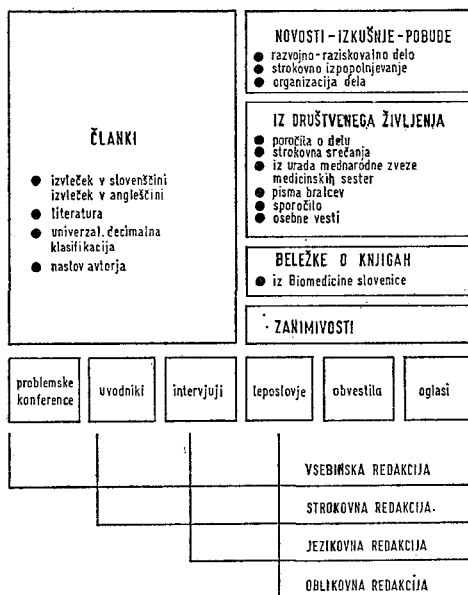 ČLANKI
● izvleček v slovenščini
izvleček v angleščini
● literatura
● univerzal. decimalna
klasifikacija
● naslov avtorja
NOVOSTI-IZKUŠNJE-POBUDE
● razvojno-raziskovalno delo
● strokovno izpopolnjevanje
● organizacija dela
IZ DRUŠTVENEGA ŽIVLJENJA
● poročila o delu
● strokovna srečanja
● iz urada mednarodne zveze
medicinskih sester
● pisma bralcev
● sporočilo
● osebne vesti
BELEŽKE O KNJIGAH
● iz Biomedicine slovenice
ZANIMIVOSTI
problemske
konference
uvodniki
intervjuji
leposlovje
obvestila
oglasi
VSEBINSKA REDAKCIJA
STROKOVNA REDAKCIJA.
JEZIKOVNA REDAKCIJA
OBLIKOVNA REDAKCIJA